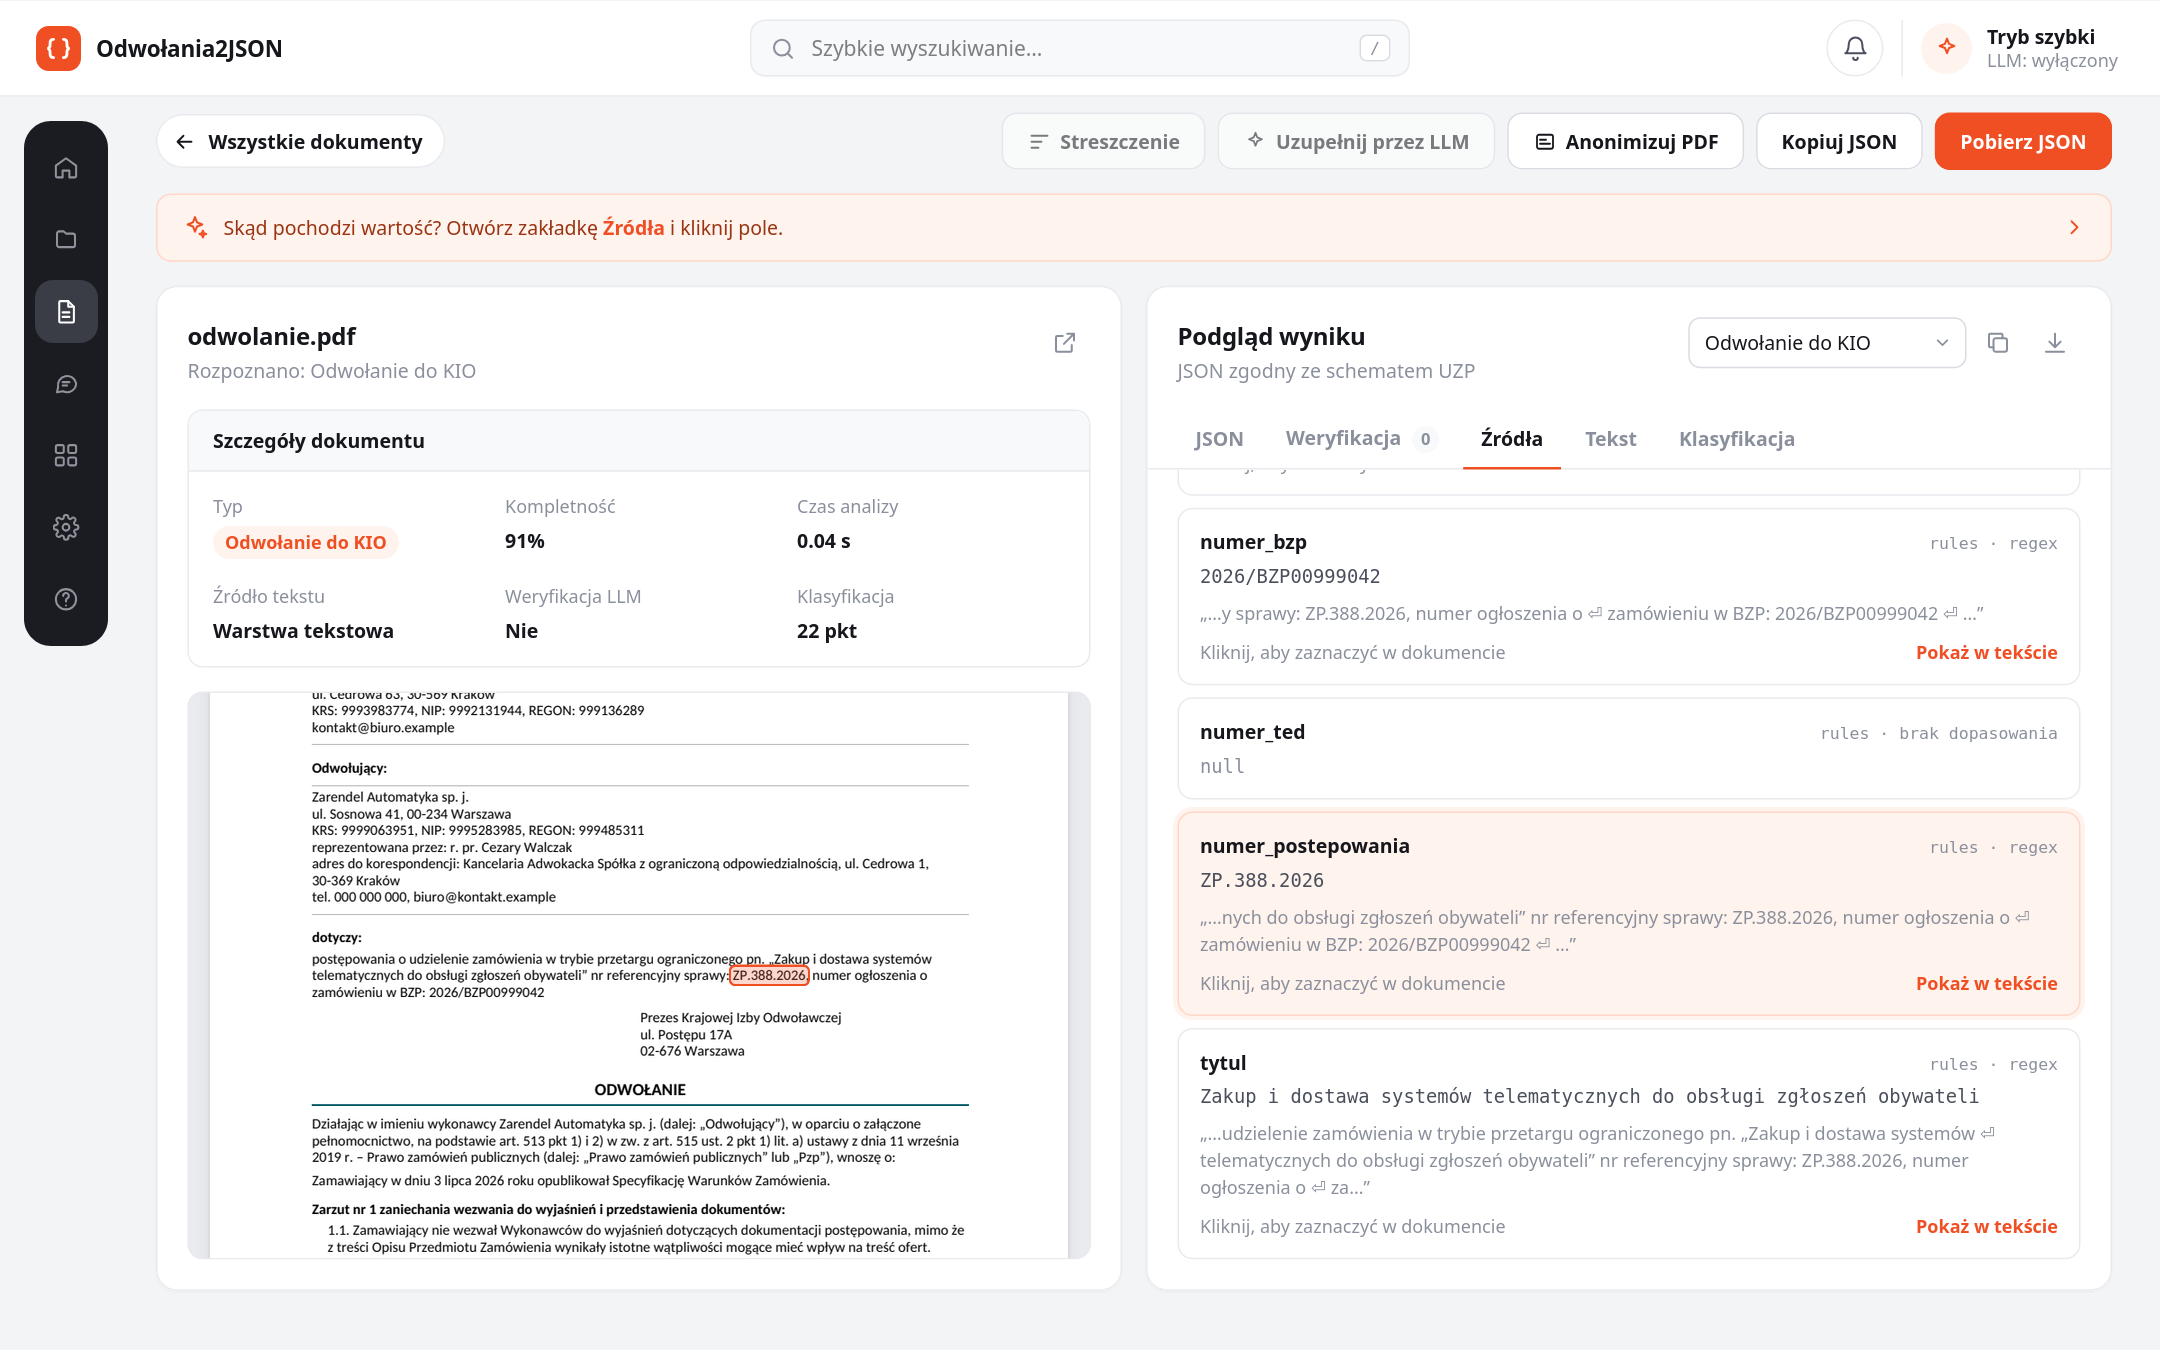 Odwołania2JSON
Szybkie wyszukiwanie...
/
Tryb szybki
LLM: wyłączony
Wszystkie dokumenty
Streszczenie
Uzupełnij przez LLM
Anonimizuj PDF
Kopiuj JSON
Pobierz JSON
Skąd pochodzi wartość? Otwórz zakładkę Źródła i kliknij pole.
odwolanie.pdf
Rozpoznano: Odwołanie do KIO
Szczegóły dokumentu
Typ
Kompletność
Czas analizy
Odwołanie do KIO
91%
0.04 s
Źródło tekstu
Weryfikacja LLM
Klasyfikacja
Warstwa tekstowa
Nie
22 pkt
ul. Cedrowa 63, 30-569 Kraków
KRS: 9993983774, NIP: 9992131944, REGON: 999136289
kontakt@biuro.example
Odwołujący:
Zarendel Automatyka sp. j.
ul. Sosnowa 41, 00-234 Warszawa
KRS: 9999063951, NIP: 9995283985, REGON: 999485311
reprezentowana przez: r. pr. Cezary Walczak
adres do korespondencji: Kancelaria Adwokacka Spółka z ograniczoną odpowiedzialnością, ul. Cedrowa 1,
30-369 Kraków
tel. 000 000 000, biuro@kontakt.example
dotyczy:
postępowania o udzielenie zamówienia w trybie przetargu ograniczonego pn. „Zakup i dostawa systemów
telematycznych do obsługi zgłoszeń obywateli” nr referencyjny sprawy: ZP.388.2026, numer ogłoszenia o
zamówieniu w BZP: 2026/BZP00999042
Prezes Krajowej Izby Odwoławczej
ul. Postępu 17A
02-676 Warszawa
ODWOŁANIE
Działając w imieniu wykonawcy Zarendel Automatyka sp. j. (dalej: „Odwołujący”), w oparciu o załączone
pełnomocnictwo, na podstawie art. 513 pkt 1) i 2) w zw. z art. 515 ust. 2 pkt 1) lit. a) ustawy z dnia 11 września
2019 r. – Prawo zamówień publicznych (dalej: „Prawo zamówień publicznych” lub „Pzp”), wnoszę o:
Zamawiający w dniu 3 lipca 2026 roku opublikował Specyfikację Warunków Zamówienia.
Zarzut nr 1 zaniechania wezwania do wyjaśnień i przedstawienia dokumentów:
1.1. Zamawiający nie wezwał Wykonawców do wyjaśnień dotyczących dokumentacji postępowania, mimo że
z treści Opisu Przedmiotu Zamówienia wynikały istotne wątpliwości mogące mieć wpływ na treść ofert.
Podgląd wyniku
JSON zgodny ze schematem UZP
Odwołanie do KIO
JSON
Weryfikacja 0
Źródła
Tekst
Klasyfikacja
numer_bzp
rules · regex
2026/BZP00999042
„…y sprawy: ZP.388.2026, numer ogłoszenia o ⏎ zamówieniu w BZP: 2026/BZP00999042 ⏎ …”
Kliknij, aby zaznaczyć w dokumencie
Pokaż w tekście
numer_ted
rules · brak dopasowania
null
numer_postepowania
rules · regex
ZP.388.2026
„…nych do obsługi zgłoszeń obywateli” nr referencyjny sprawy: ZP.388.2026, numer ogłoszenia o ⏎
zamówieniu w BZP: 2026/BZP00999042 ⏎ …”
Kliknij, aby zaznaczyć w dokumencie
Pokaż w tekście
tytul
rules · regex
Zakup i dostawa systemów telematycznych do obsługi zgłoszeń obywateli
„…udzielenie zamówienia w trybie przetargu ograniczonego pn. „Zakup i dostawa systemów ⏎
telematycznych do obsługi zgłoszeń obywateli” nr referencyjny sprawy: ZP.388.2026, numer
ogłoszenia o ⏎ za…”
Kliknij, aby zaznaczyć w dokumencie
Pokaż w tekście